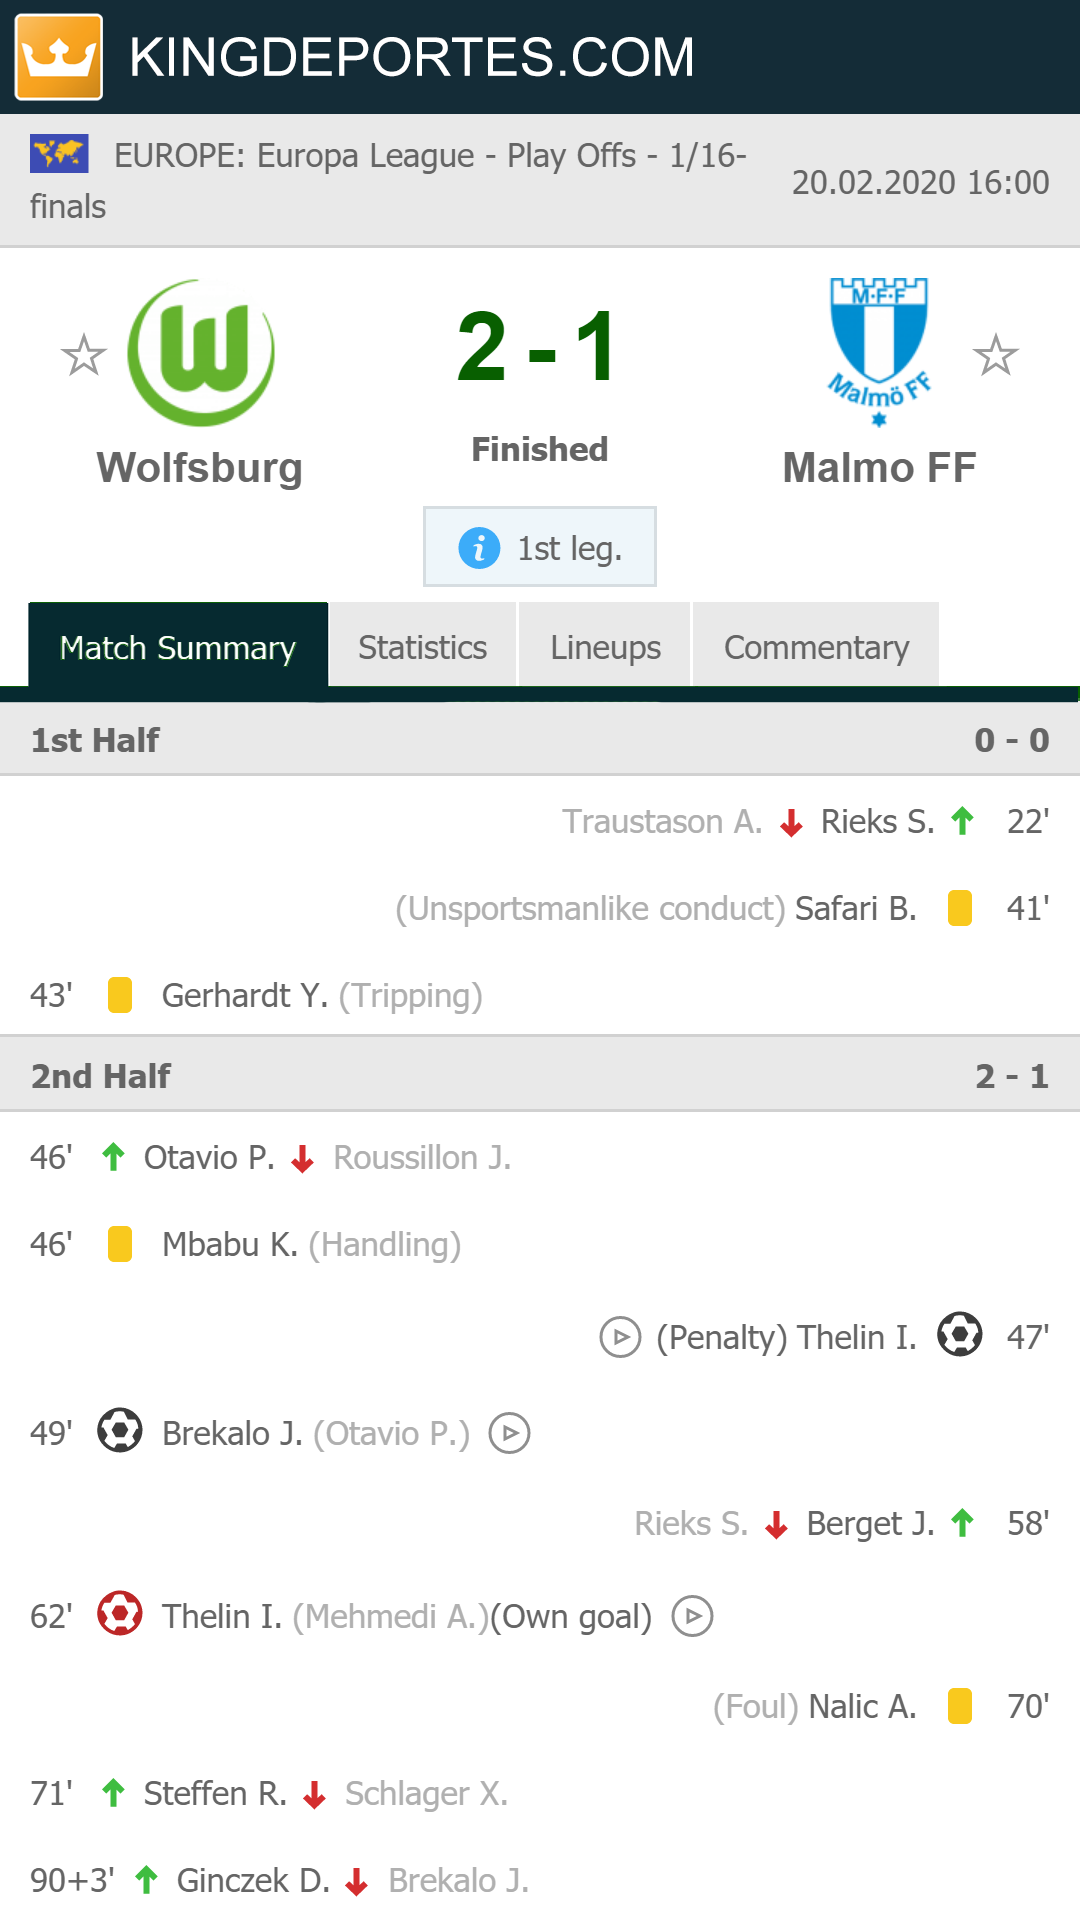 KINGDEPORTES.COM
EUROPE: Europa League - Play Offs - 1/16-
finals
20.02.2020 16:00
M·F·F
Malmö FF
2 - 1
Finished
Wolfsburg
Malmo FF
1st leg.
Match Summary Statistics Lineups Commentary
1st Half 0 - 0
Traustason A. Rieks S. 22'
(Unsportsmanlike conduct) Safari B. 41'
43' Gerhardt Y. (Tripping)
2nd Half 2 - 1
46' Otavio P. Roussillon J.
46' Mbabu K. (Handling)
(Penalty) Thelin I. 47'
49' Brekalo J. (Otavio P.)
Rieks S. Berget J. 58'
62' Thelin I. (Mehmedi A.)(Own goal)
(Foul) Nalic A. 70'
71' Steffen R. Schlager X.
90+3' Ginczek D. Brekalo J.